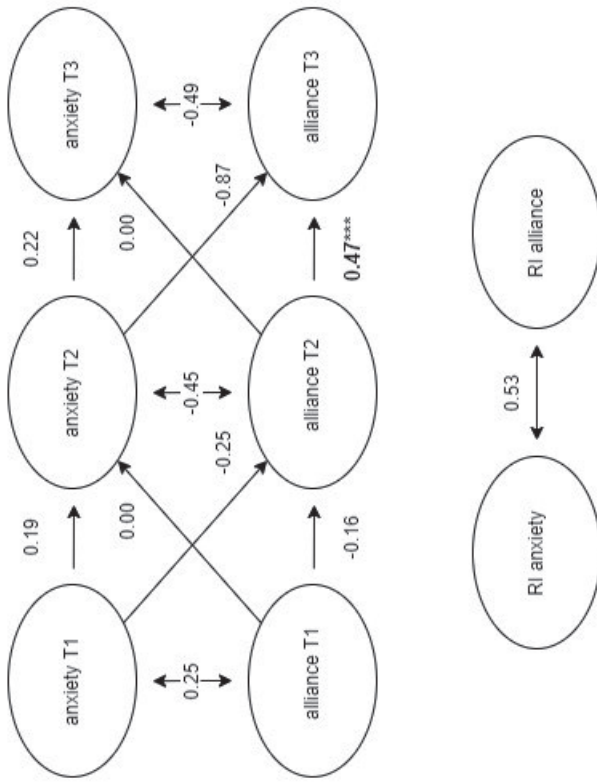 anxiety T1
0.19
anxiety T2
0.22
anxiety T3
0.25
0.00
-0.25
-0.45
0.00
-0.87
-0.49
alliance T1
-0.16
alliance T2
0.47***
alliance T3
RI anxiety
0.53
RI alliance